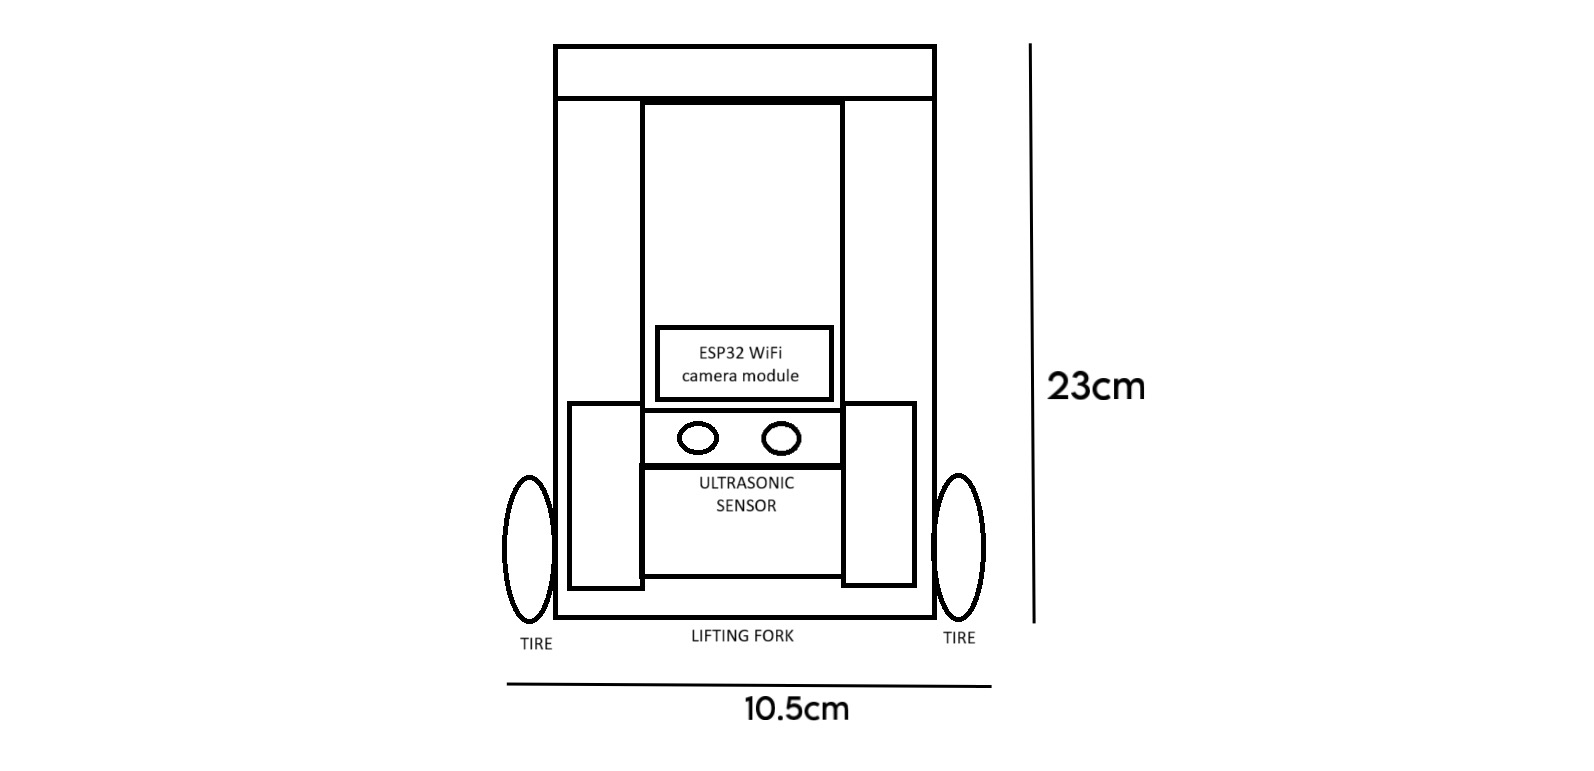 ESP32 WiFi
camera module
23cm
ULTRASONIC
SENSOR
TIRE
LIFTING FORK
TIRE
10.5cm